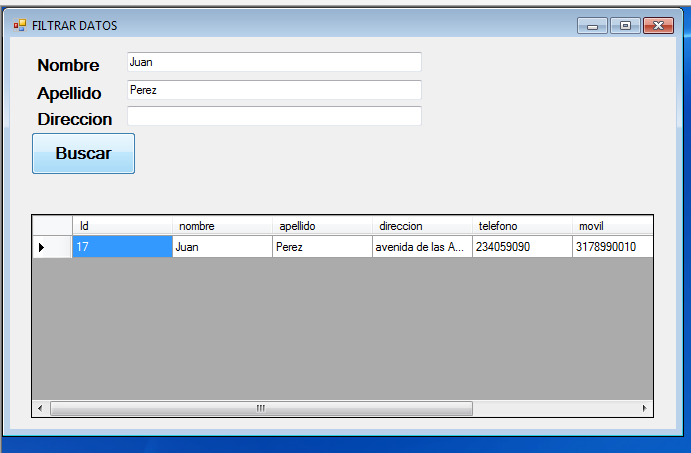 FILTRAR DATOS
Nombre Juan
Apellido Perez
Direccion
Buscar
Id nombre apellido direccion telefono movil
17 Juan Perez avenida de las A... 234059090 3178990010